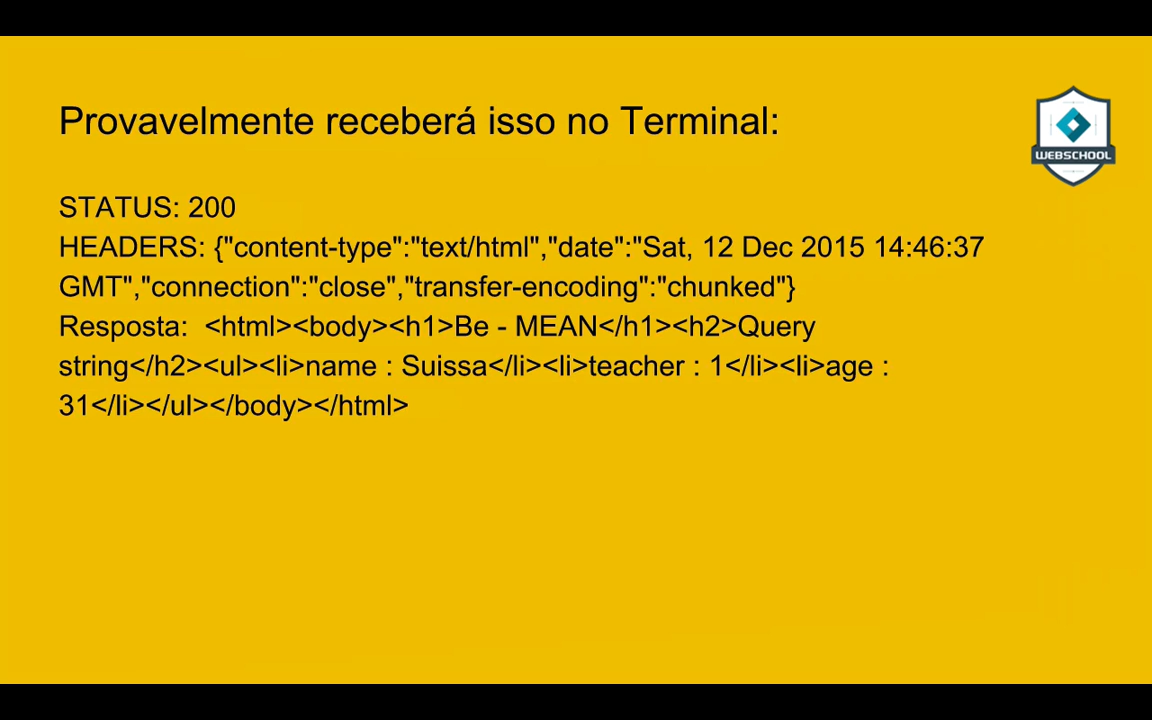 Provavelmente receberá isso no Terminal:
WEBSCHOOL
STATUS: 200
HEADERS: {"content-type":"text/html","date":"Sat, 12 Dec 2015 14:46:37
GMT","connection":"close","transfer-encoding":"chunked"}
Resposta:  <html><body><h1>Be - MEAN</h1><h2>Query
string</h2><ul><li>name : Suissa</li><li>teacher : 1</li><li>age :
31</li></ul></body></html>